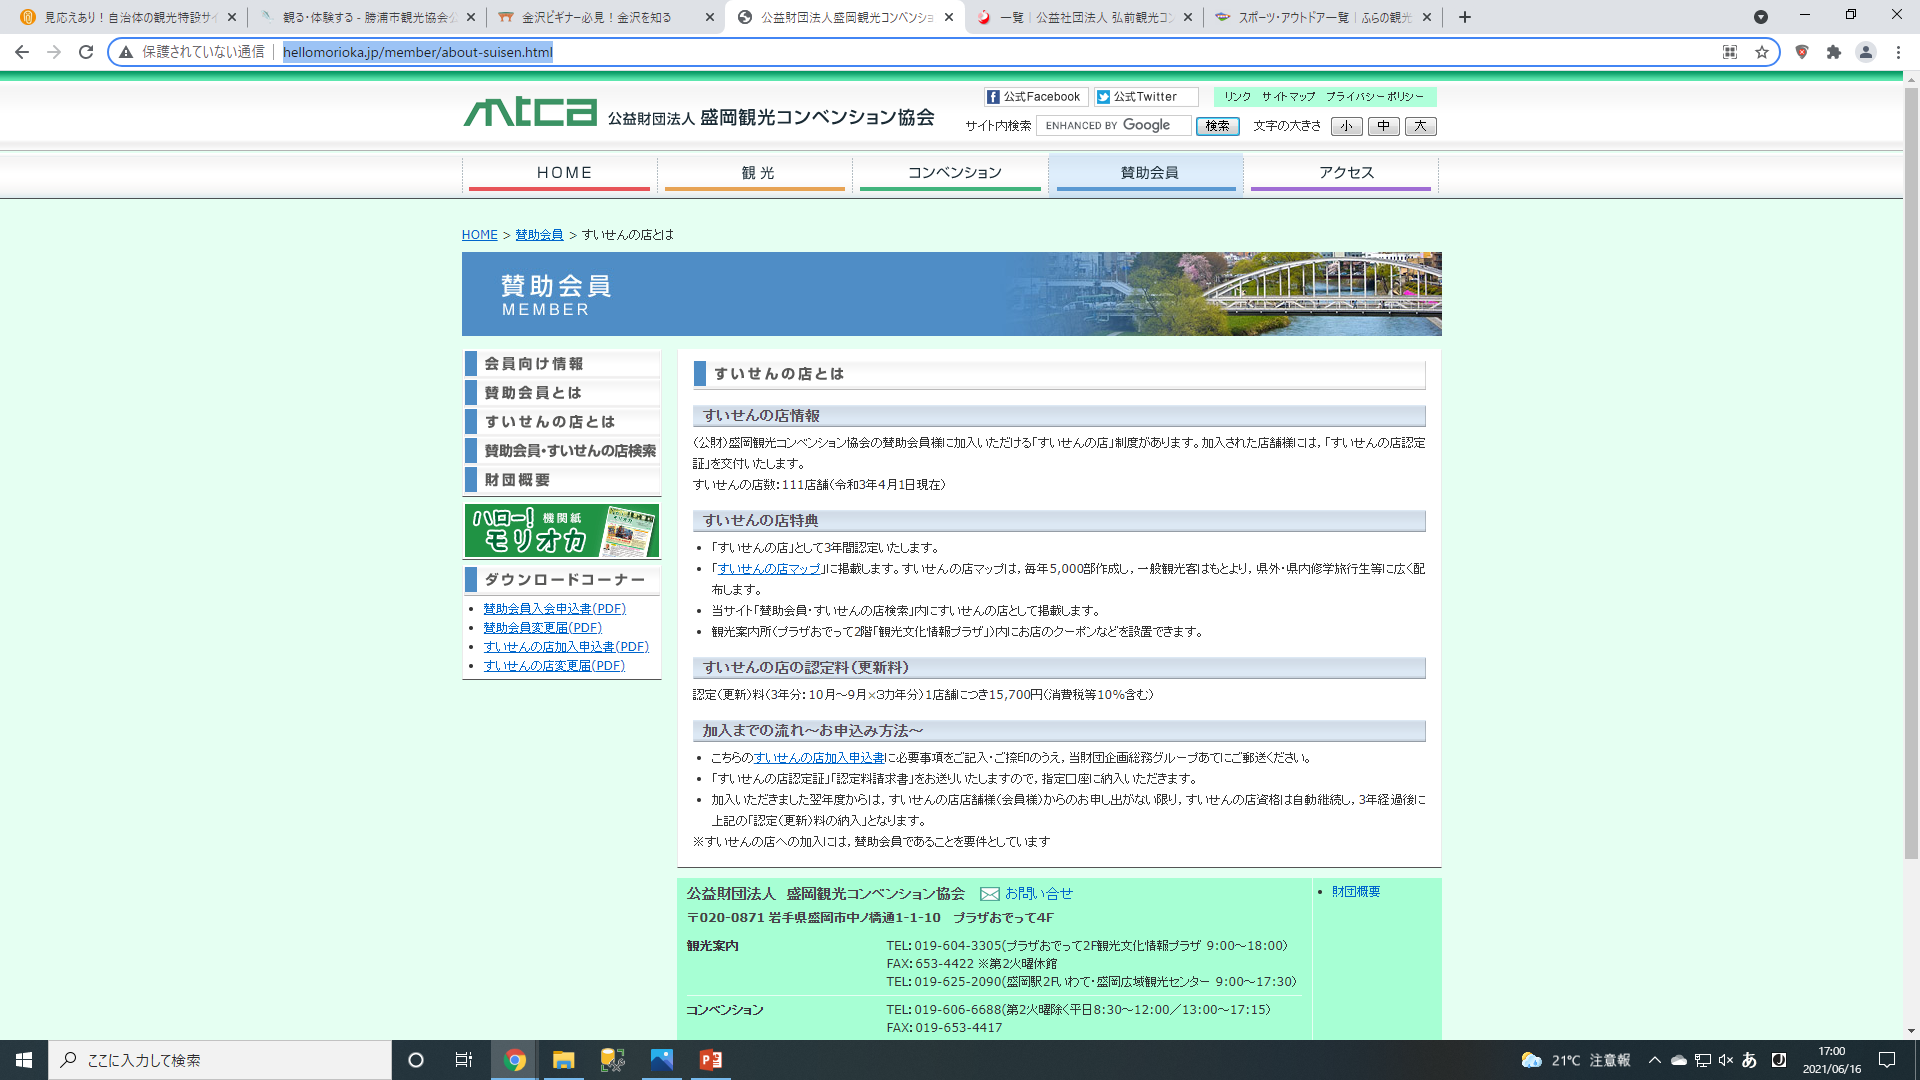 見応えあり！自治体の観光特設サイ
観る・体験する - 勝浦市観光協会公
金沢ビギナー必見！金沢を知る
公益財団法人盛岡観光コンベンショ
一覧｜公益社団法人 弘前観光コン
スポーツ・アウトドア一覧｜ふらの観光
保護されていない通信
hellomorioka.jp/member/about-suisen.html
公式Facebook
公式Twitter
リンク サイトマップ プライバシーポリシー
mtca 公益財団法人 盛岡観光コンベンション協会
サイト内検索 ENHANCED BY Google 検索 文字の大きさ 小 中 大
HOME
観 光
コンベンション
賛助会員
アクセス
HOME > 賛助会員 > すいせんの店とは
賛助会員
MEMBER
会員向け情報
賛助会員とは
すいせんの店とは
賛助会員・すいせんの店検索
財団概要
ハロー！ 機関紙
モリオカ
ダウンロードコーナー
賛助会員入会申込書(PDF)
賛助会員変更届(PDF)
すいせんの店加入申込書(PDF)
すいせんの店変更届(PDF)
すいせんの店とは
すいせんの店情報
（公財）盛岡観光コンベンション協会の賛助会員様に加入いただける「すいせんの店」制度があります。加入された店舗様には，「すいせんの店認定
証」を交付いたします。
すいせんの店数：111店舗（令和3年4月1日現在）
すいせんの店特典
「すいせんの店」として3年間認定いたします。
「すいせんの店マップ」に掲載します。すいせんの店マップは，毎年5,000部作成し，一般観光客はもとより，県外・県内修学旅行生等に広く配
布します。
当サイト「賛助会員・すいせんの店検索」内にすいせんの店として掲載します。
観光案内所（プラザおでって2階「観光文化情報プラザ」）内にお店のクーポンなどを設置できます。
すいせんの店の認定料（更新料）
認定（更新）料（3年分：10月～9月×3カ年分）1店舗につき15,700円（消費税等10%含む）
加入までの流れ～お申込み方法～
こちらのすいせんの店加入申込書に必要事項をご記入・ご捺印のうえ，当財団企画総務グループあてにご郵送ください。
「すいせんの店認定証」「認定料請求書」をお送りいたしますので，指定口座に納入いただきます。
加入いただきました翌年度からは，すいせんの店店舗様（会員様）からのお申し出がない限り，すいせんの店資格は自動継続し，3年経過後に
上記の「認定（更新）料の納入」となります。
※すいせんの店への加入には，賛助会員であることを要件としています
公益財団法人 盛岡観光コンベンション協会 お問い合せ
〒020-0871 岩手県盛岡市中ノ橋通1-1-10 プラザおでって4F
観光案内
TEL：019-604-3305(プラザおでって2F観光文化情報プラザ 9:00～18:00）
FAX：653-4422 ※第2火曜休館
TEL：019-625-2090(盛岡駅2Fいわて・盛岡広域観光センター 9:00～17:30）
コンベンション
TEL：019-606-6688(第2火曜除く平日8:30～12:00／13:00～17:15）
FAX：019-653-4417
財団概要
ここに入力して検索
21℃ 注意報
あ
17:00
2021/06/16